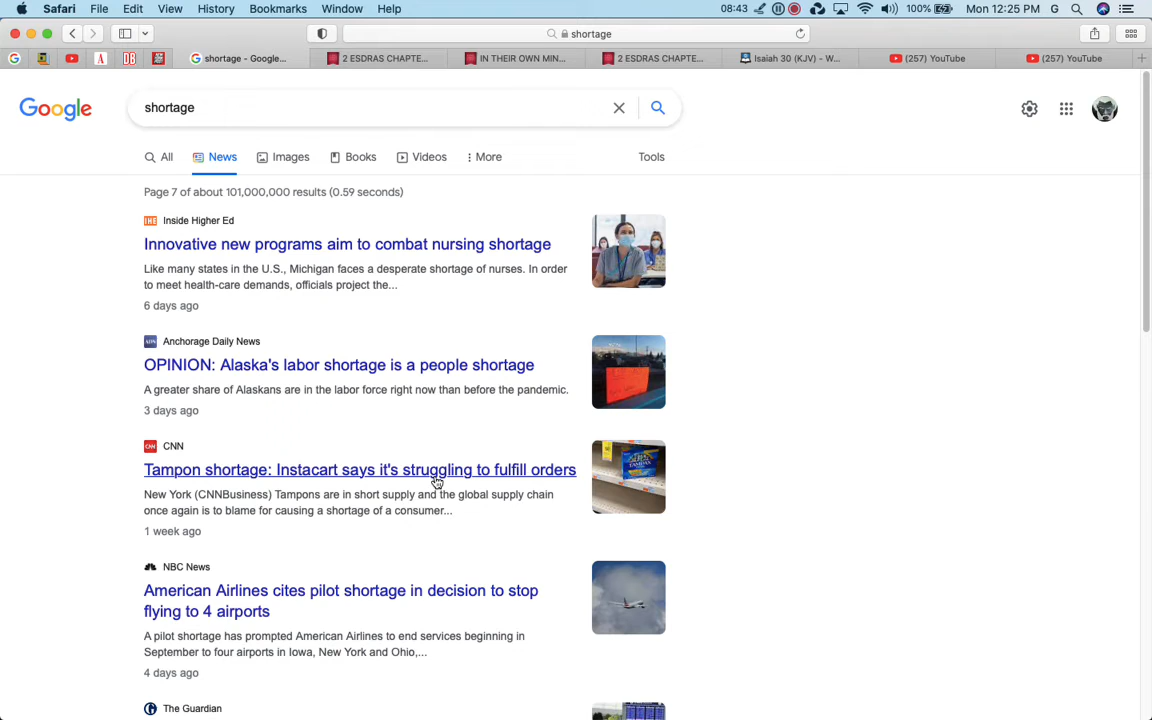 Safari File Edit View History Bookmarks Window Help 08:43 100% Mon 12:25 PM G
shortage
shortage - Google... 2 ESDRAS CHAPTE... IN THEIR OWN MIN... 2 ESDRAS CHAPTE... Isaiah 30 (KJV) - W... (257) YouTube (257) YouTube
Google shortage
All News Images Books Videos More Tools
Page 7 of about 101,000,000 results (0.59 seconds)
Inside Higher Ed
Innovative new programs aim to combat nursing shortage
Like many states in the U.S., Michigan faces a desperate shortage of nurses. In order
to meet health-care demands, officials project the...
6 days ago
Anchorage Daily News
OPINION: Alaska's labor shortage is a people shortage
A greater share of Alaskans are in the labor force right now than before the pandemic.
3 days ago
CNN
Tampon shortage: Instacart says it's struggling to fulfill orders
New York (CNNBusiness) Tampons are in short supply and the global supply chain
once again is to blame for causing a shortage of a consumer...
1 week ago
NBC News
American Airlines cites pilot shortage in decision to stop
flying to 4 airports
A pilot shortage has prompted American Airlines to end services beginning in
September to four airports in Iowa, New York and Ohio,...
4 days ago
The Guardian